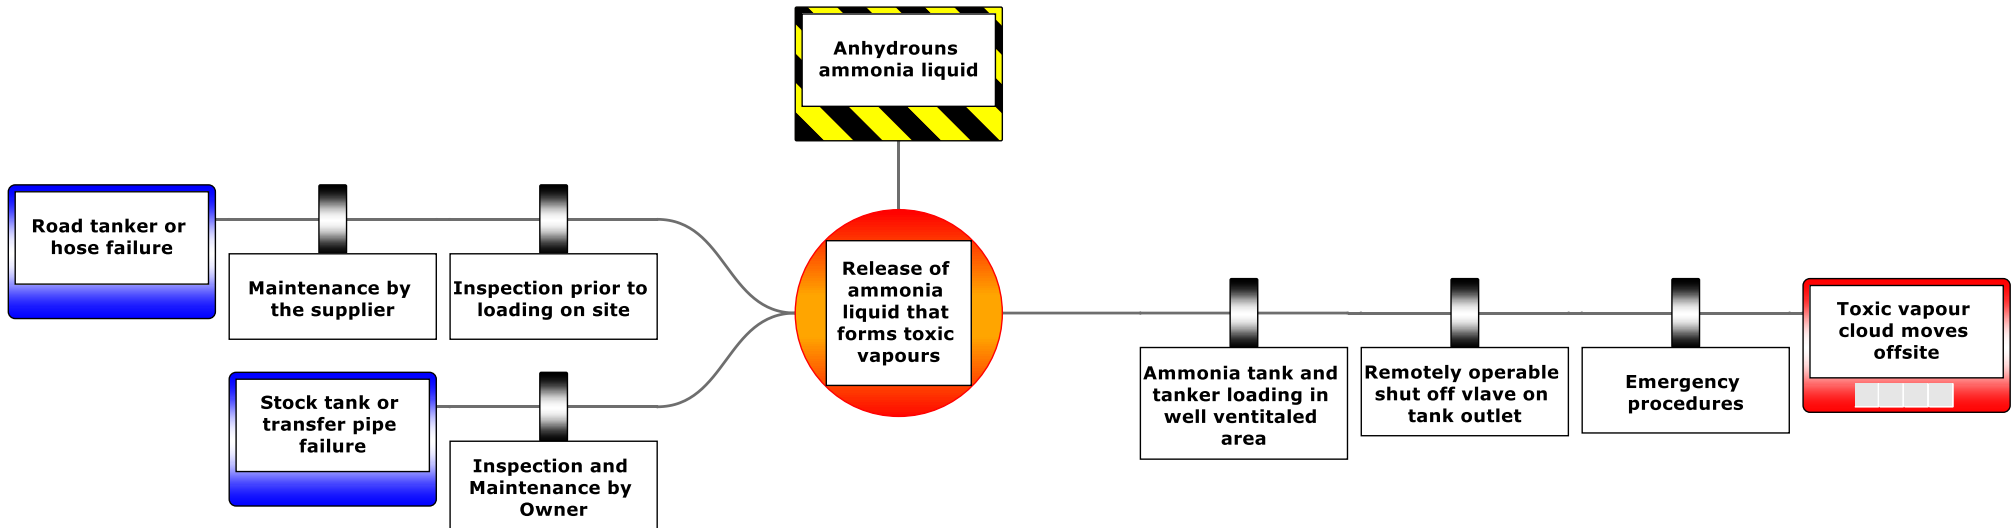 Anhydrouns
ammonia liquid
Road tanker or
hose failure
Maintenance by
the supplier
Inspection prior to
loading on site
Stock tank or
transfer pipe
failure
Inspection and
Maintenance by
Owner
Release of
ammonia
liquid that
forms toxic
vapours
Ammonia tank and
tanker loading in
well ventitaled
area
Remotely operable
shut off vlave on
tank outlet
Emergency
procedures
Toxic vapour
cloud moves
offsite